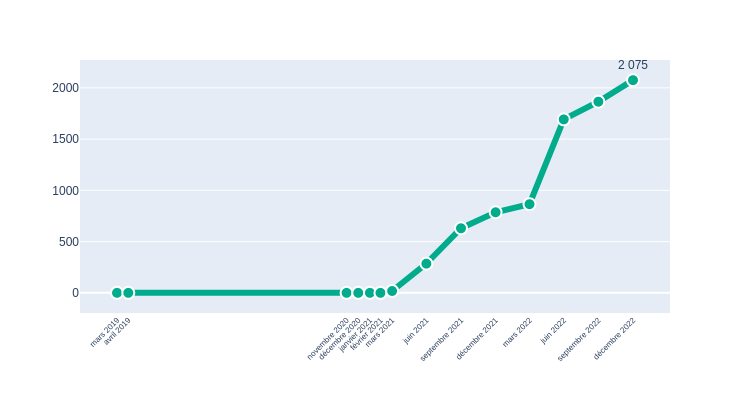 2 075
2000
1500
1000
500
0
mars 2019
avril 2019
novembre 2020
décembre 2020
janvier 2021
février 2021
mars 2021
juin 2021
septembre 2021
décembre 2021
mars 2022
juin 2022
septembre 2022
décembre 2022